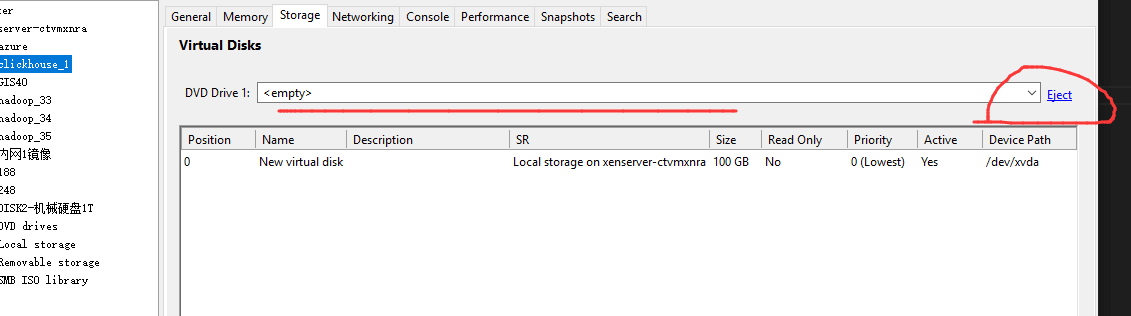 General Memory Storage Networking Console Performance Snapshots Search
server-ctvmxnra
azure
Virtual Disks
clickhouse_1
GIS40
DVD Drive 1: <empty> Eject
hadoop_33
hadoop_34
hadoop_35
Position Name Description SR Size Read Only Priority Active Device Path
内网1镜像
0 New virtual disk Local storage on xenserver-ctvmxnra 100 GB No 0 (Lowest) Yes /dev/xvda
188
248
DISK2-机械硬盘1T
DVD drives
Local storage
Removable storage
SMB ISO library